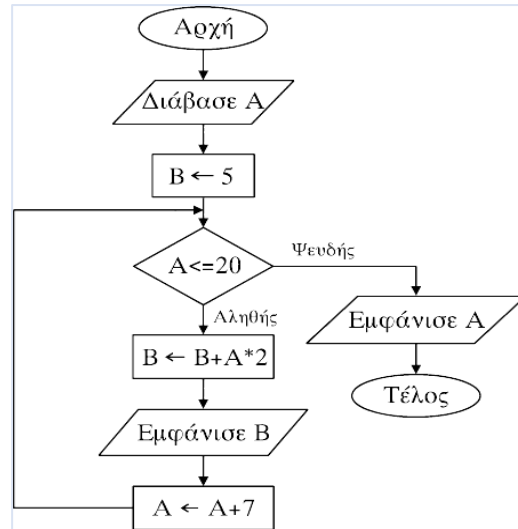 Αρχή
Διάβασε Α
Β ← 5
Α<=20
Ψευδής
Αληθής
Εμφάνισε Α
Β ← Β+Α*2
Τέλος
Εμφάνισε Β
Α ← Α+7